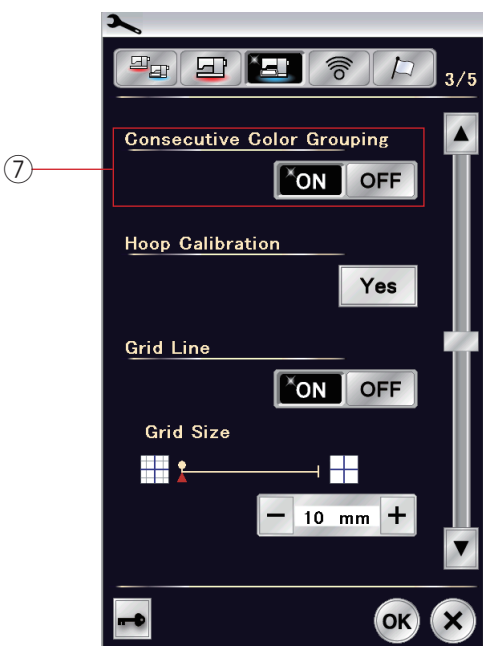 3/5
Consecutive Color Grouping
⑦
ON OFF
Hoop Calibration
Yes
Grid Line
ON OFF
Grid Size
− 10 mm +
OK ×